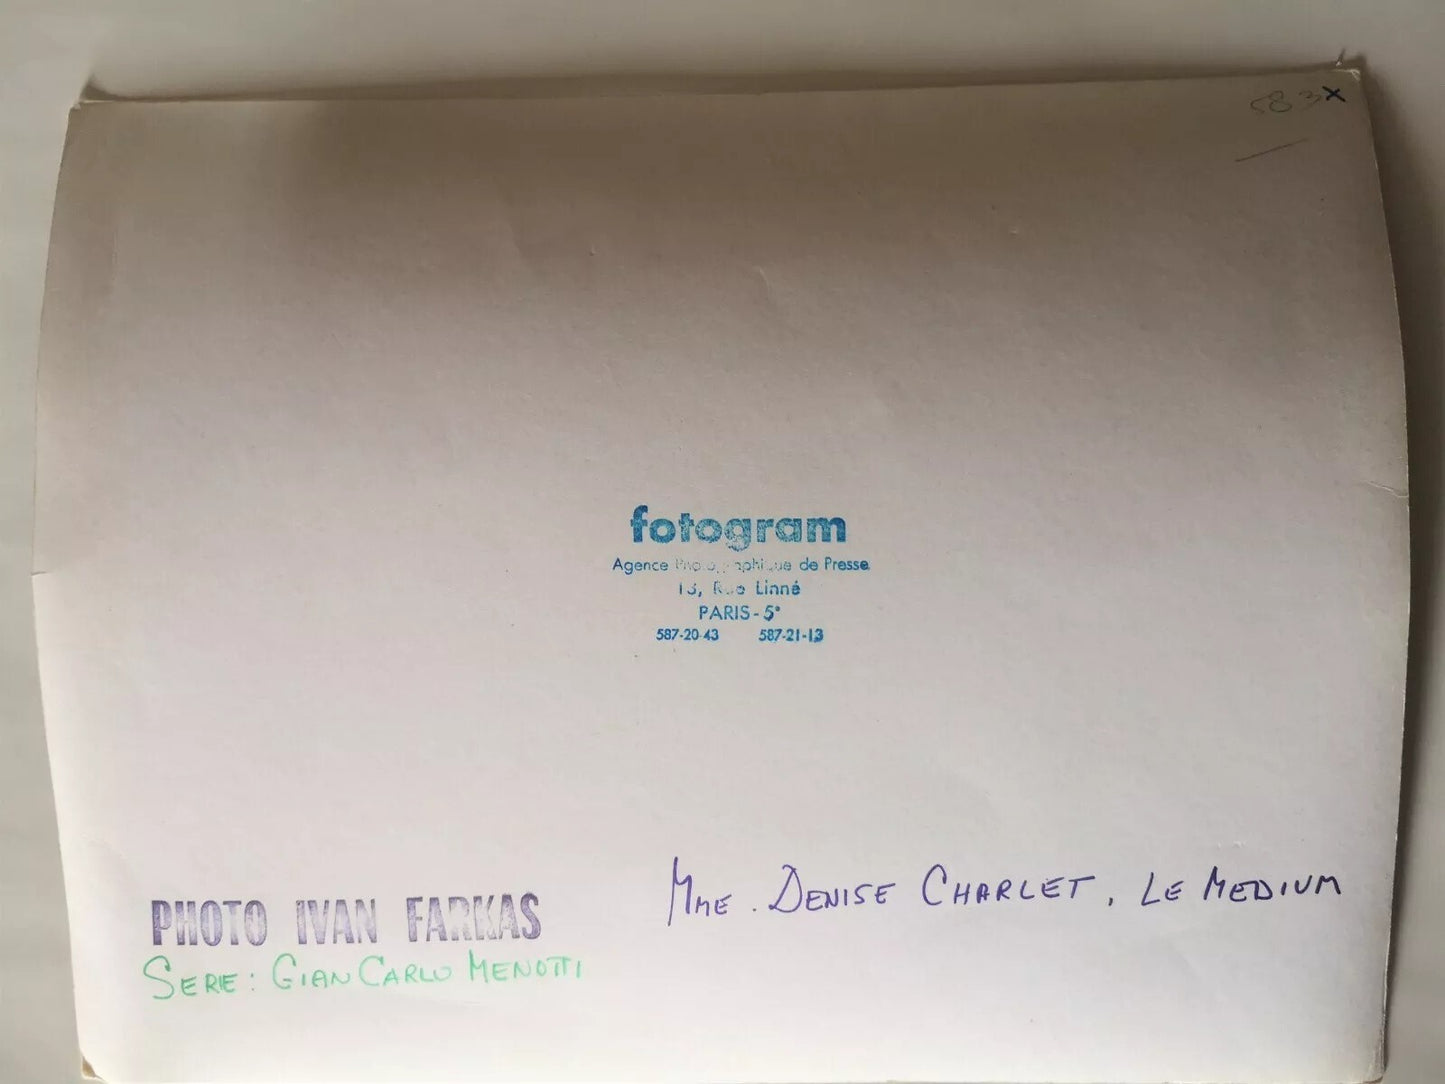 583x
fotogram
Agence Photographique de Presse
13, Rue Linné
PARIS - 5°
587-20-43 587-21-13
MME. DENISE CHARLET, LE MEDIUM
PHOTO IVAN FARKAS
SERIE: GIAN CARLO MENOTTI